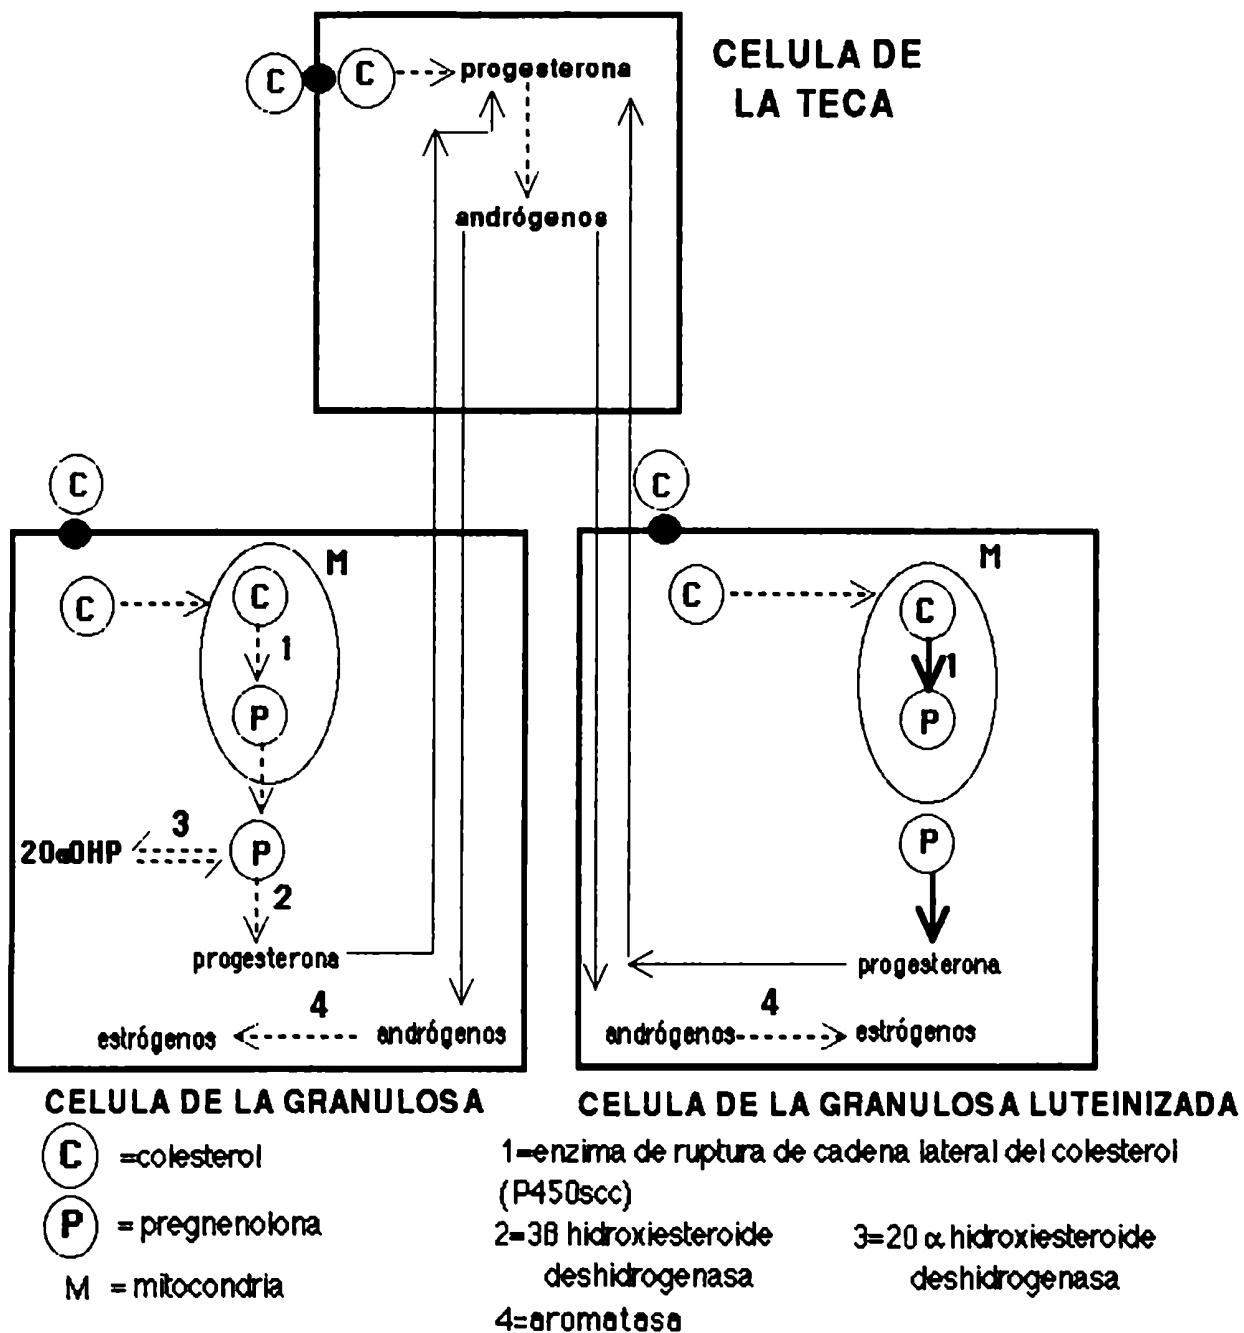 CELULA DE
LA TECA
C
C
progesterona
andrógenos
C
C
M
C
1
P
3
20αOHP
P
2
progesterona
4
estrógenos
andrógenos
CELULA DE LA GRANULOSA
C
C
M
C
1
P
P
progesterona
4
andrógenos
estrógenos
CELULA DE LA GRANULOSA LUTEINIZADA
C =colesterol
P = pregnenolona
M = mitocondria
1=enzima de ruptura de cadena lateral del colesterol
(P450scc)
2=3B hidroxiesteroide
deshidrogenasa
3=20 α hidroxiesteroide
deshidrogenasa
4=aromatasa